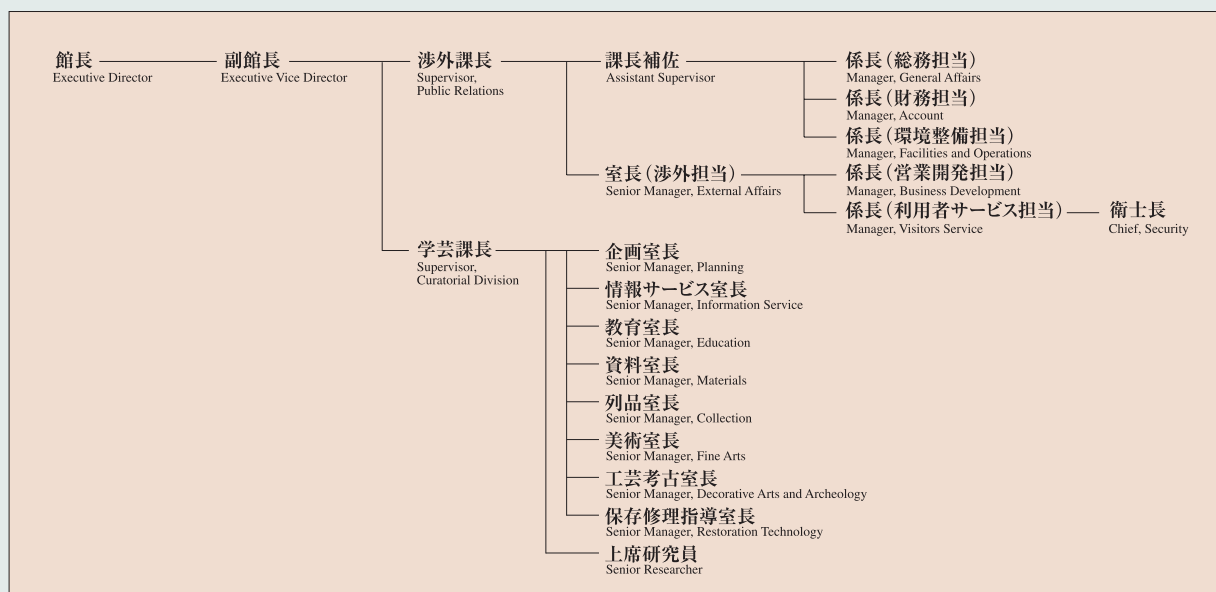 館長
Executive Director
副館長
Executive Vice Director
渉外課長
Supervisor,
Public Relations
課長補佐
Assistant Supervisor
係長（総務担当）
Manager, General Affairs
係長（財務担当）
Manager, Account
係長（環境整備担当）
Manager, Facilities and Operations
室長（渉外担当）
Senior Manager, External Affairs
係長（営業開発担当）
Manager, Business Development
係長（利用者サービス担当）
Manager, Visitors Service
衛士長
Chief, Security
学芸課長
Supervisor,
Curatorial Division
企画室長
Senior Manager, Planning
情報サービス室長
Senior Manager, Information Service
教育室長
Senior Manager, Education
資料室長
Senior Manager, Materials
列品室長
Senior Manager, Collection
美術室長
Senior Manager, Fine Arts
工芸考古室長
Senior Manager, Decorative Arts and Archeology
保存修理指導室長
Senior Manager, Restoration Technology
上席研究員
Senior Researcher